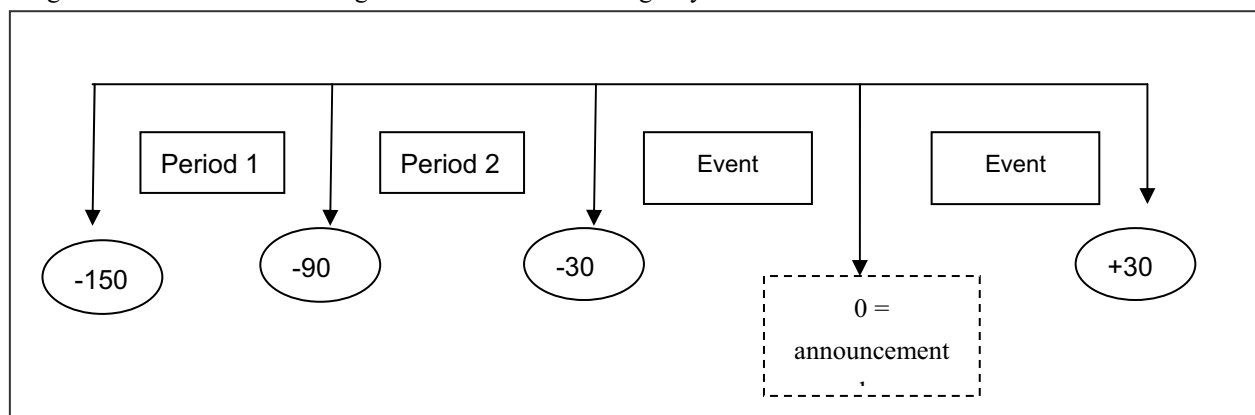 Period 1
Period 2
Event
Event
-150
-90
-30
+30
0 =
announcement